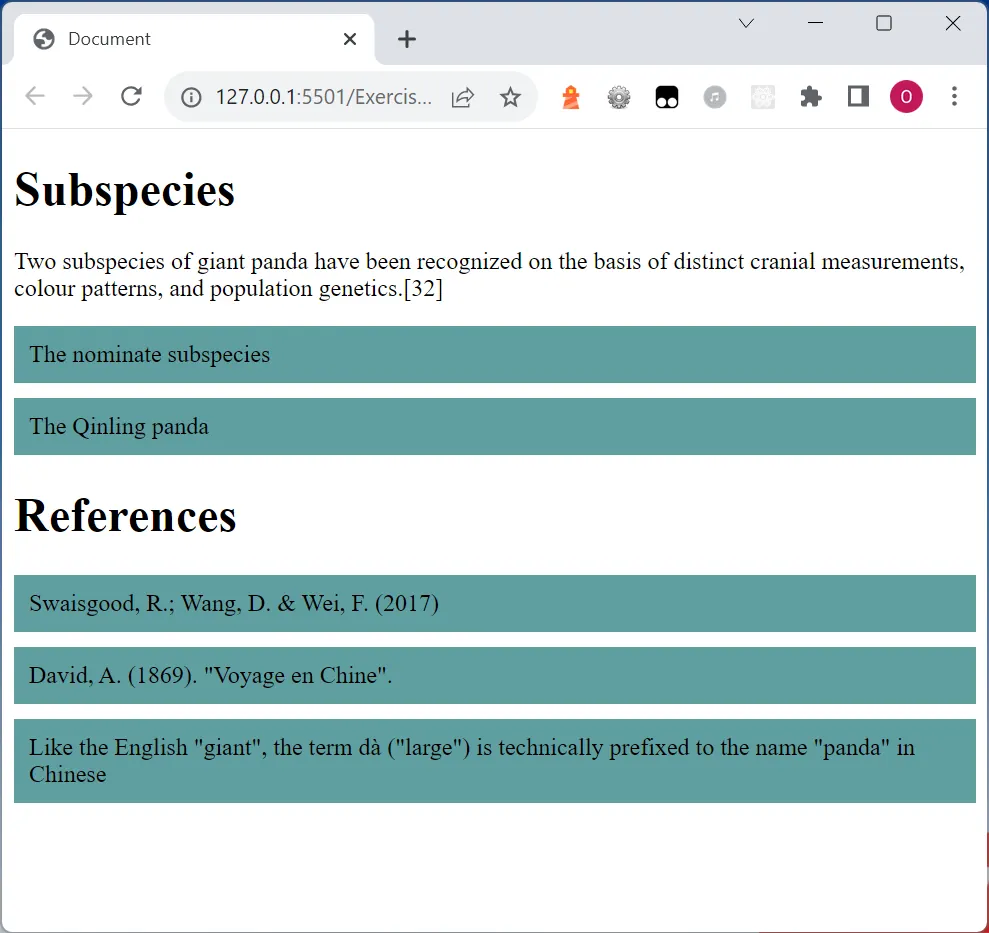 Document
127.0.0.1:5501/Exercis...
O
Subspecies
Two subspecies of giant panda have been recognized on the basis of distinct cranial measurements,
colour patterns, and population genetics.[32]
The nominate subspecies
The Qinling panda
References
Swaisgood, R.; Wang, D. & Wei, F. (2017)
David, A. (1869). "Voyage en Chine".
Like the English "giant", the term dà ("large") is technically prefixed to the name "panda" in
Chinese